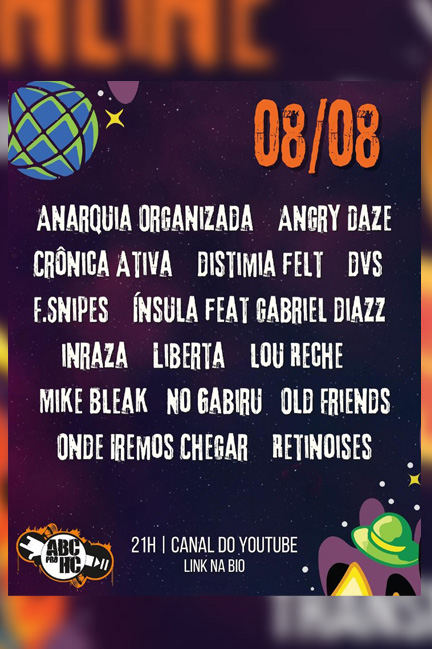 NLINE
08/08
ANARQUIA ORGANIZADA ANGRY DAZE
CRÔNICA ATIVA DISTIMIA FELT DVS
F.SNIPES ÍNSULA FEAT GABRIEL DIAZZ
INRAZA LIBERTA LOU RECHE
MIKE BLEAK NO GABIRU OLD FRIENDS
ONDE IREMOS CHEGAR RETINOISES
ABC
PRO
HC
21H | CANAL DO YOUTUBE
LINK NA BIO
TRANS